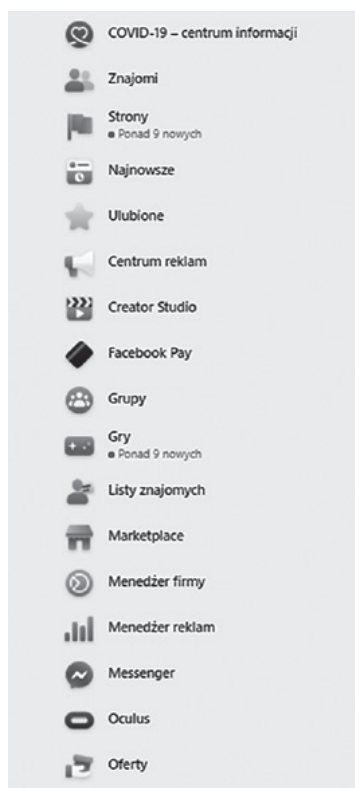 COVID-19 – centrum informacji
Znajomi
Strony
Ponad 9 nowych
Najnowsze
Ulubione
Centrum reklam
Creator Studio
Facebook Pay
Grupy
Gry
Ponad 9 nowych
Listy znajomych
Marketplace
Menedżer firmy
Menedżer reklam
Messenger
Oculus
Oferty